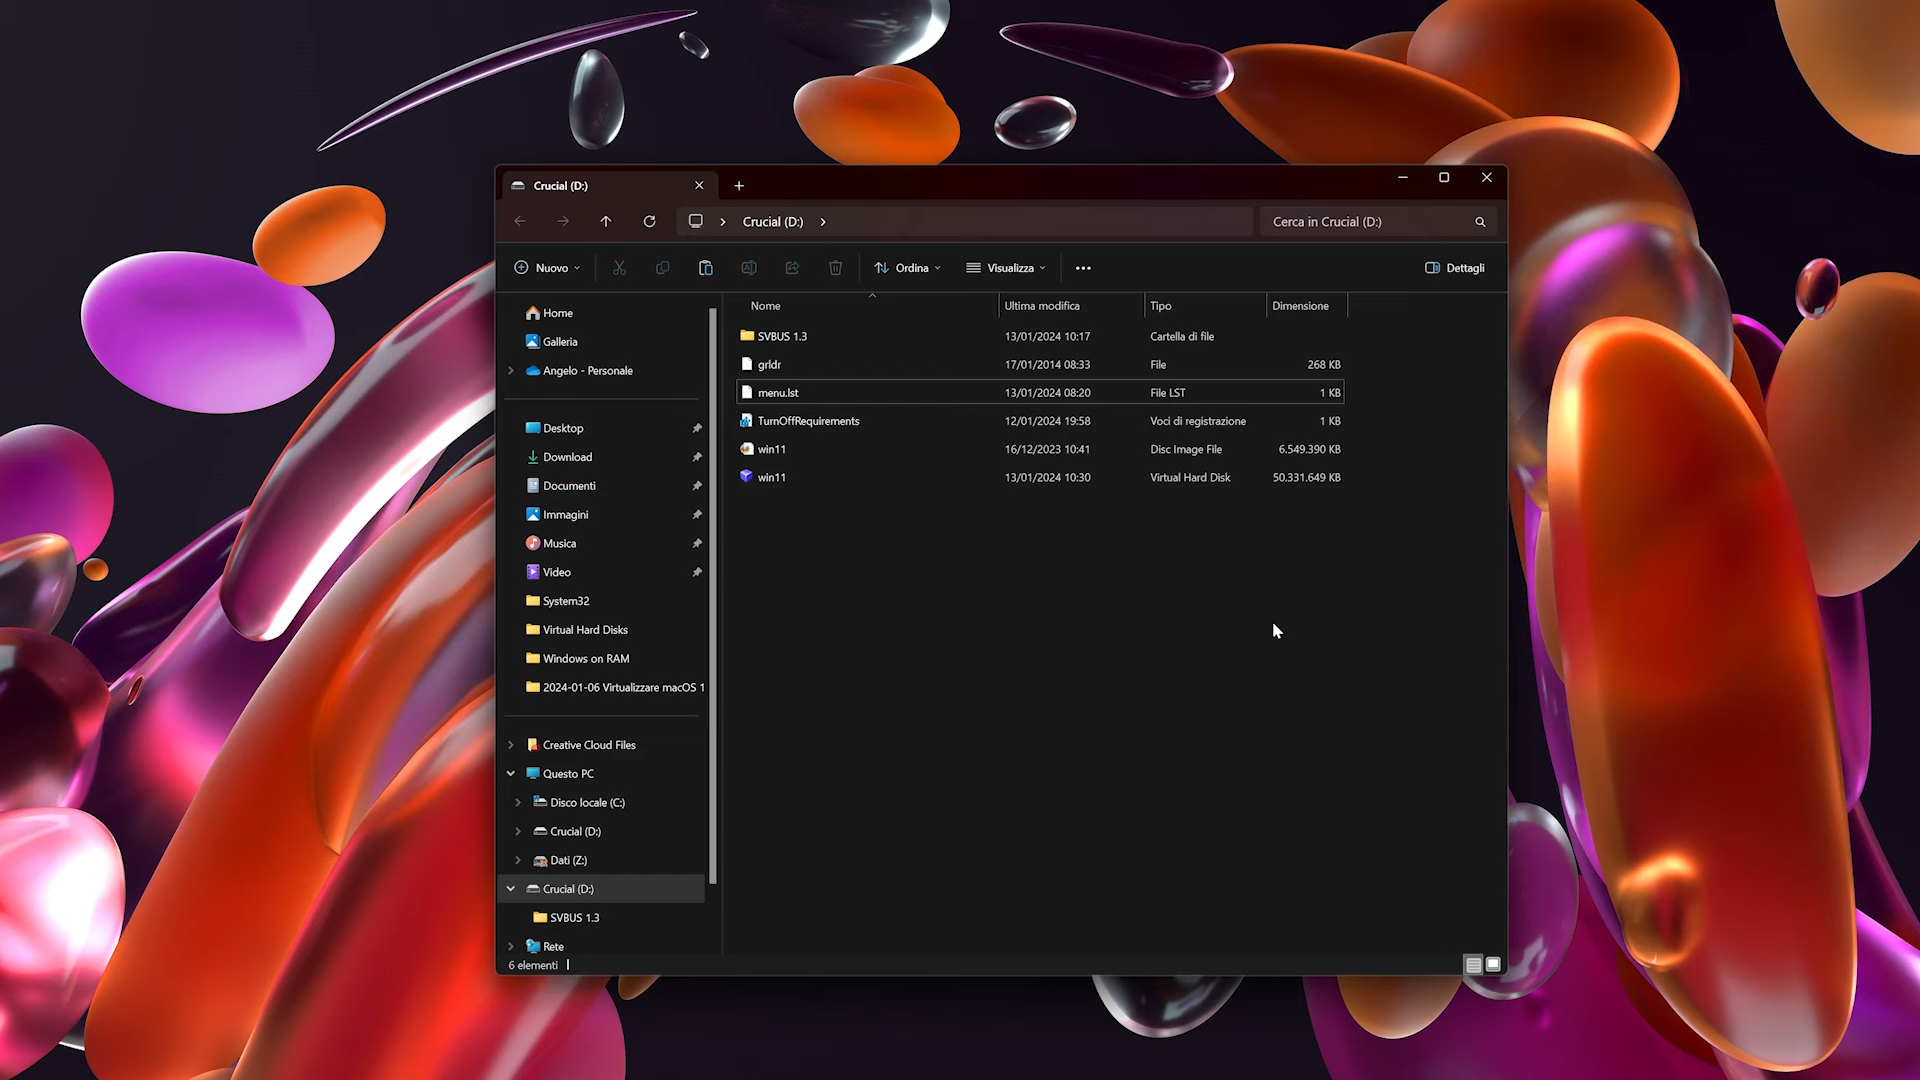 Crucial (D:)
Crucial (D:)
Cerca in Crucial (D:)
Nuovo
Ordina
Visualizza
Dettagli
Home
Galleria
Angelo - Personale
Desktop
Download
Documenti
Immagini
Musica
Video
System32
Virtual Hard Disks
Windows on RAM
2024-01-06 Virtualizzare macOS 1
Creative Cloud Files
Questo PC
Disco locale (C:)
Crucial (D:)
Dati (Z:)
Crucial (D:)
SVBUS 1.3
Rete
Nome Ultima modifica Tipo Dimensione
SVBUS 1.3 13/01/2024 10:17 Cartella di file
grldr 17/01/2014 08:33 File 268 KB
menu.lst 13/01/2024 08:20 File LST 1 KB
TurnOffRequirements 12/01/2024 19:58 Voci di registrazione 1 KB
win11 16/12/2023 10:41 Disc Image File 6.549.390 KB
win11 13/01/2024 10:30 Virtual Hard Disk 50.331.649 KB
6 elementi